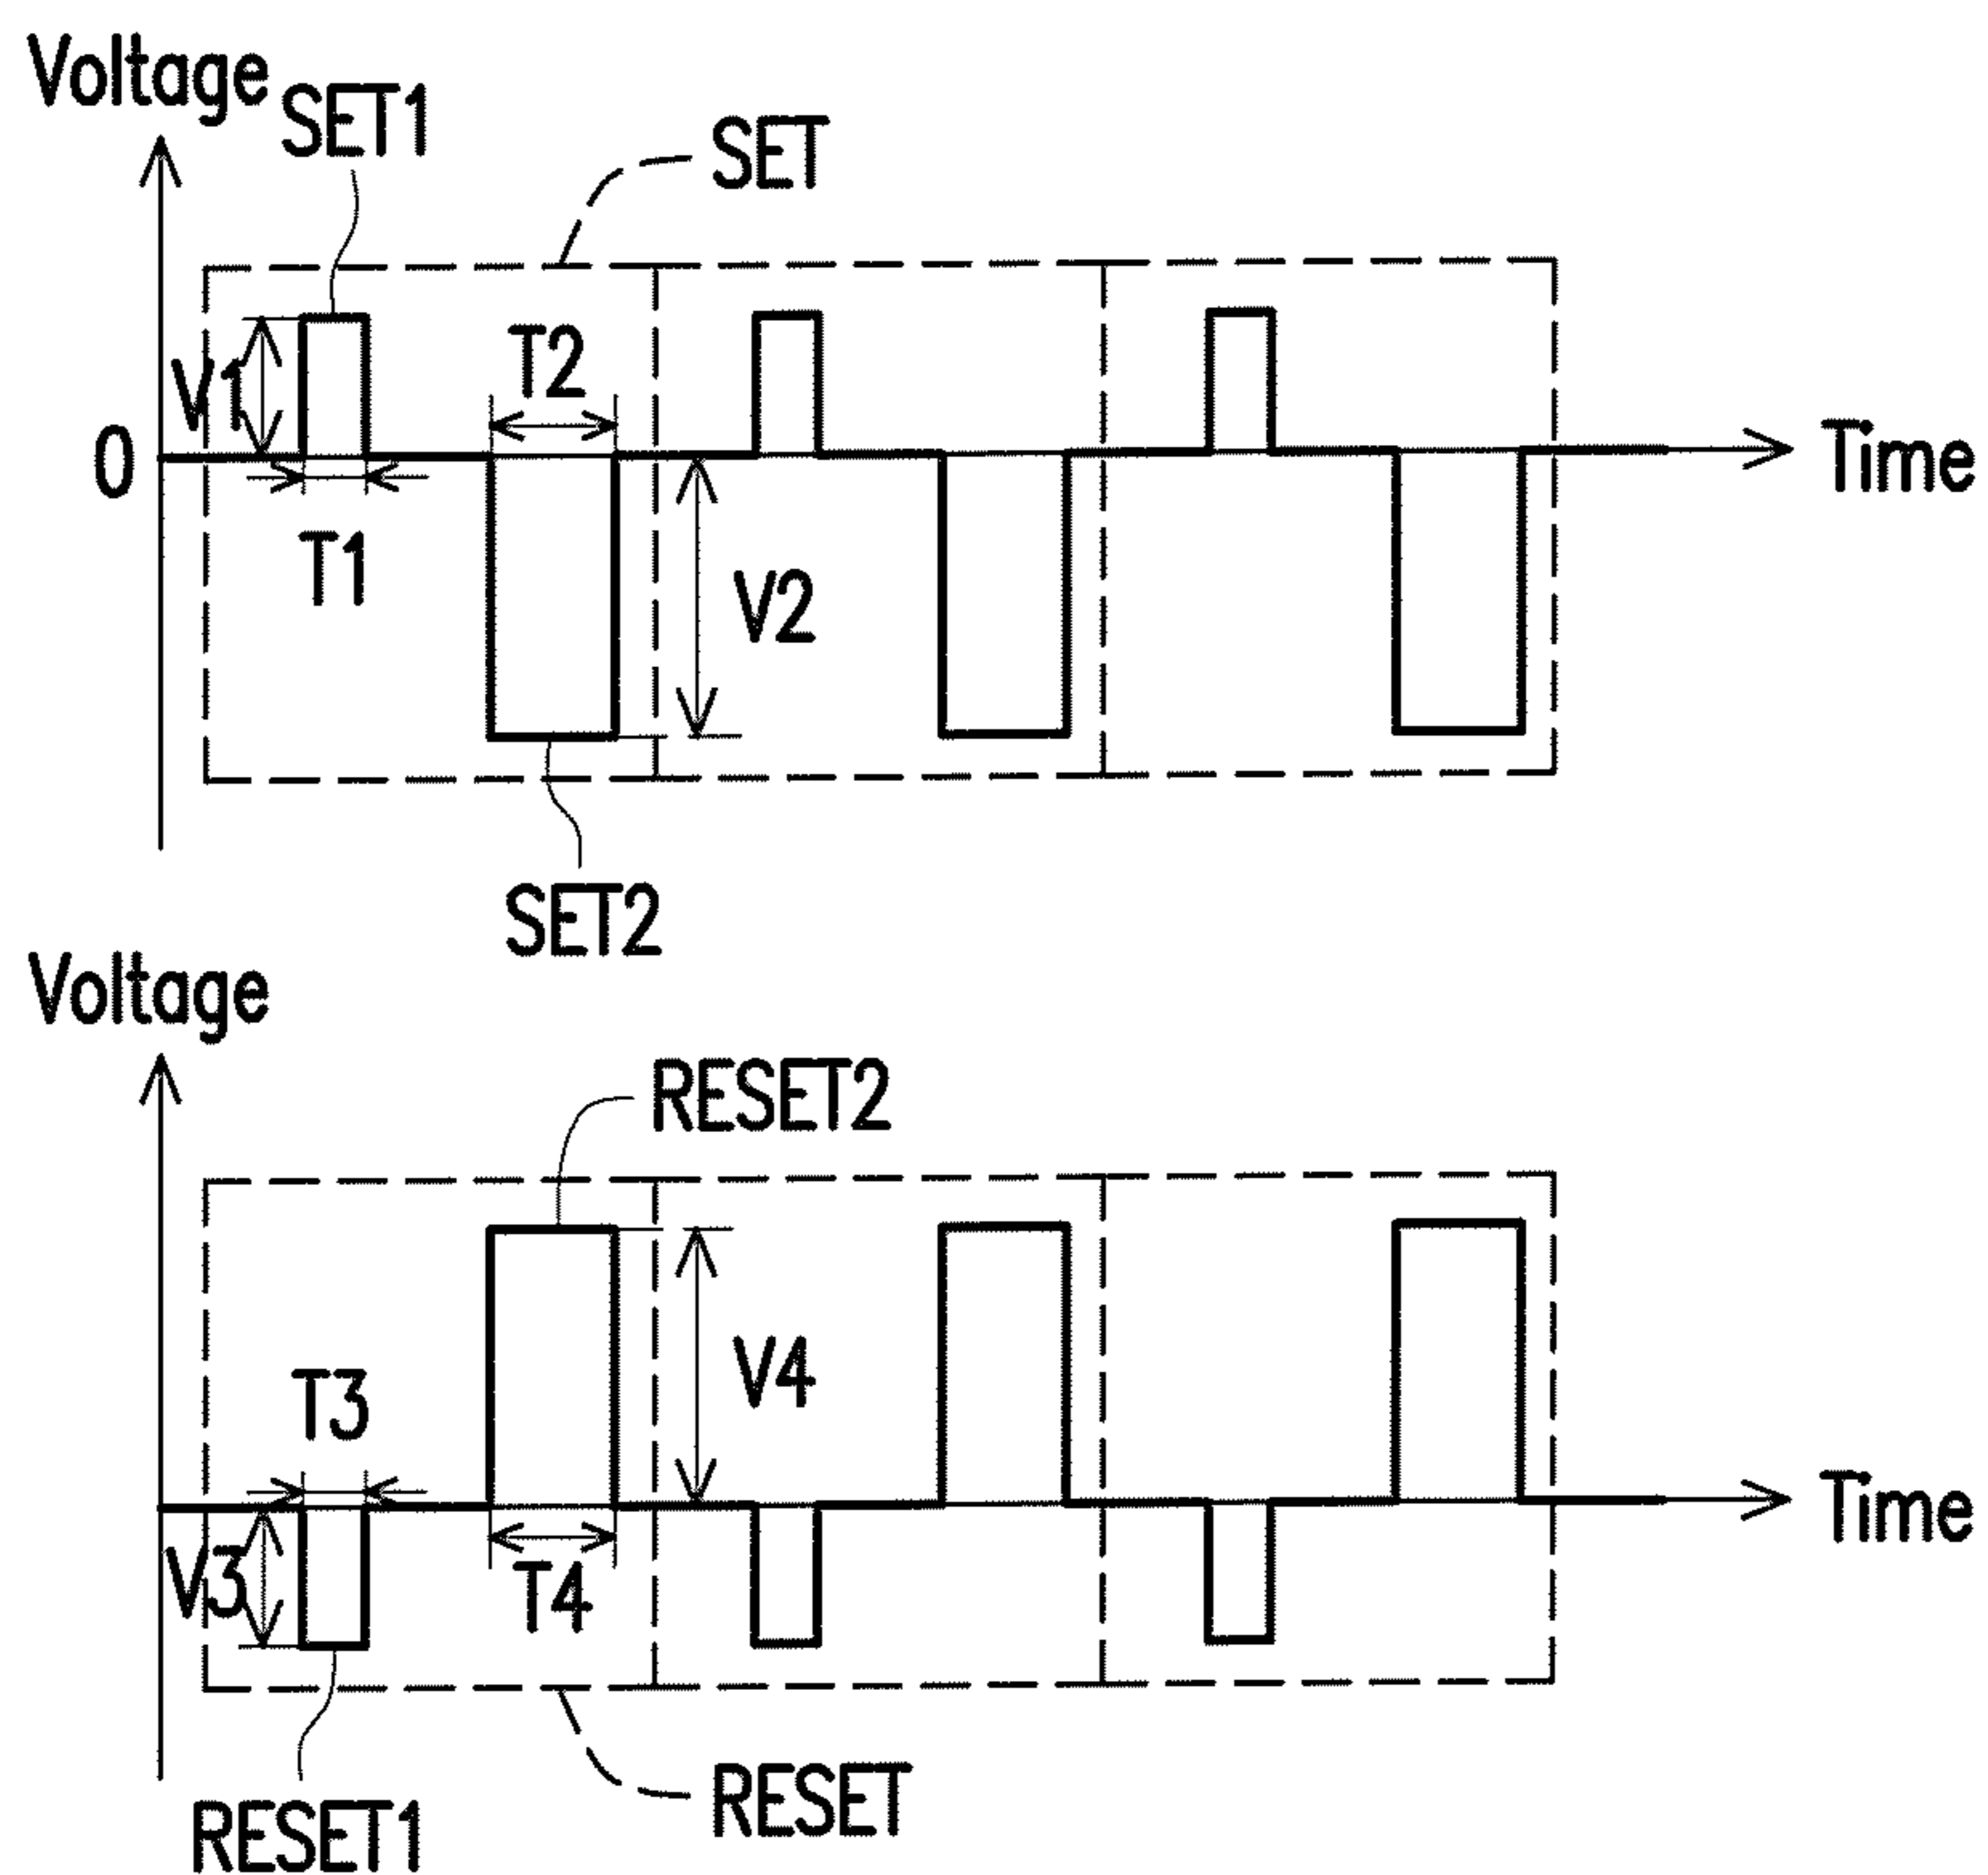 Voltage
SET1
SET
V1
T2
0
Time
T1
V2
SET2
Voltage
RESET2
T3
V4
Time
V3
T4
RESET
RESET1